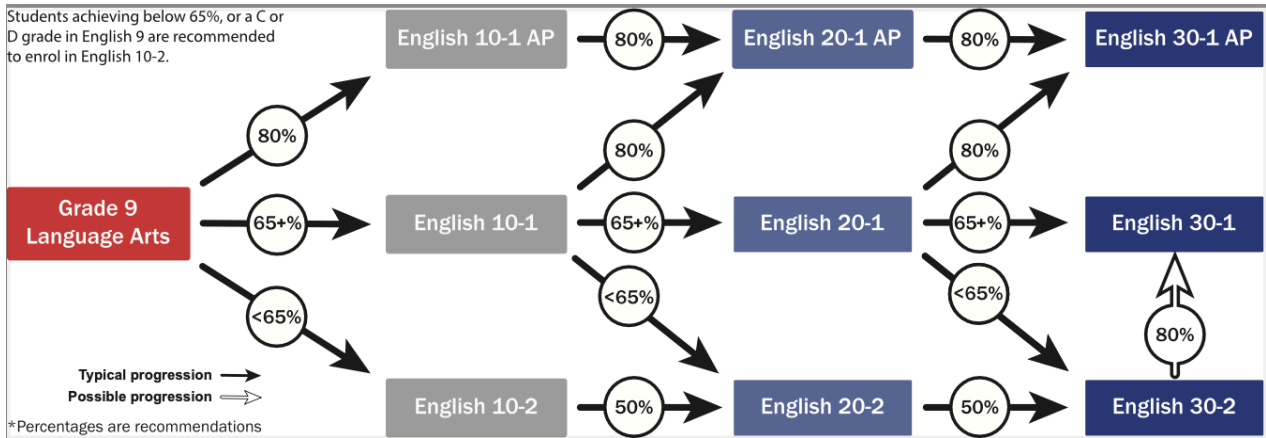 Students achieving below 65%, or a C or
D grade in English 9 are recommended
to enrol in English 10-2.
English 10-1 AP
80%
English 20-1 AP
80%
English 30-1 AP
80%
80%
80%
Grade 9
Language Arts
65+%
English 10-1
65+%
English 20-1
65+%
English 30-1
<65%
<65%
<65%
80%
Typical progression
Possible progression
English 10-2
50%
English 20-2
50%
English 30-2
*Percentages are recommendations